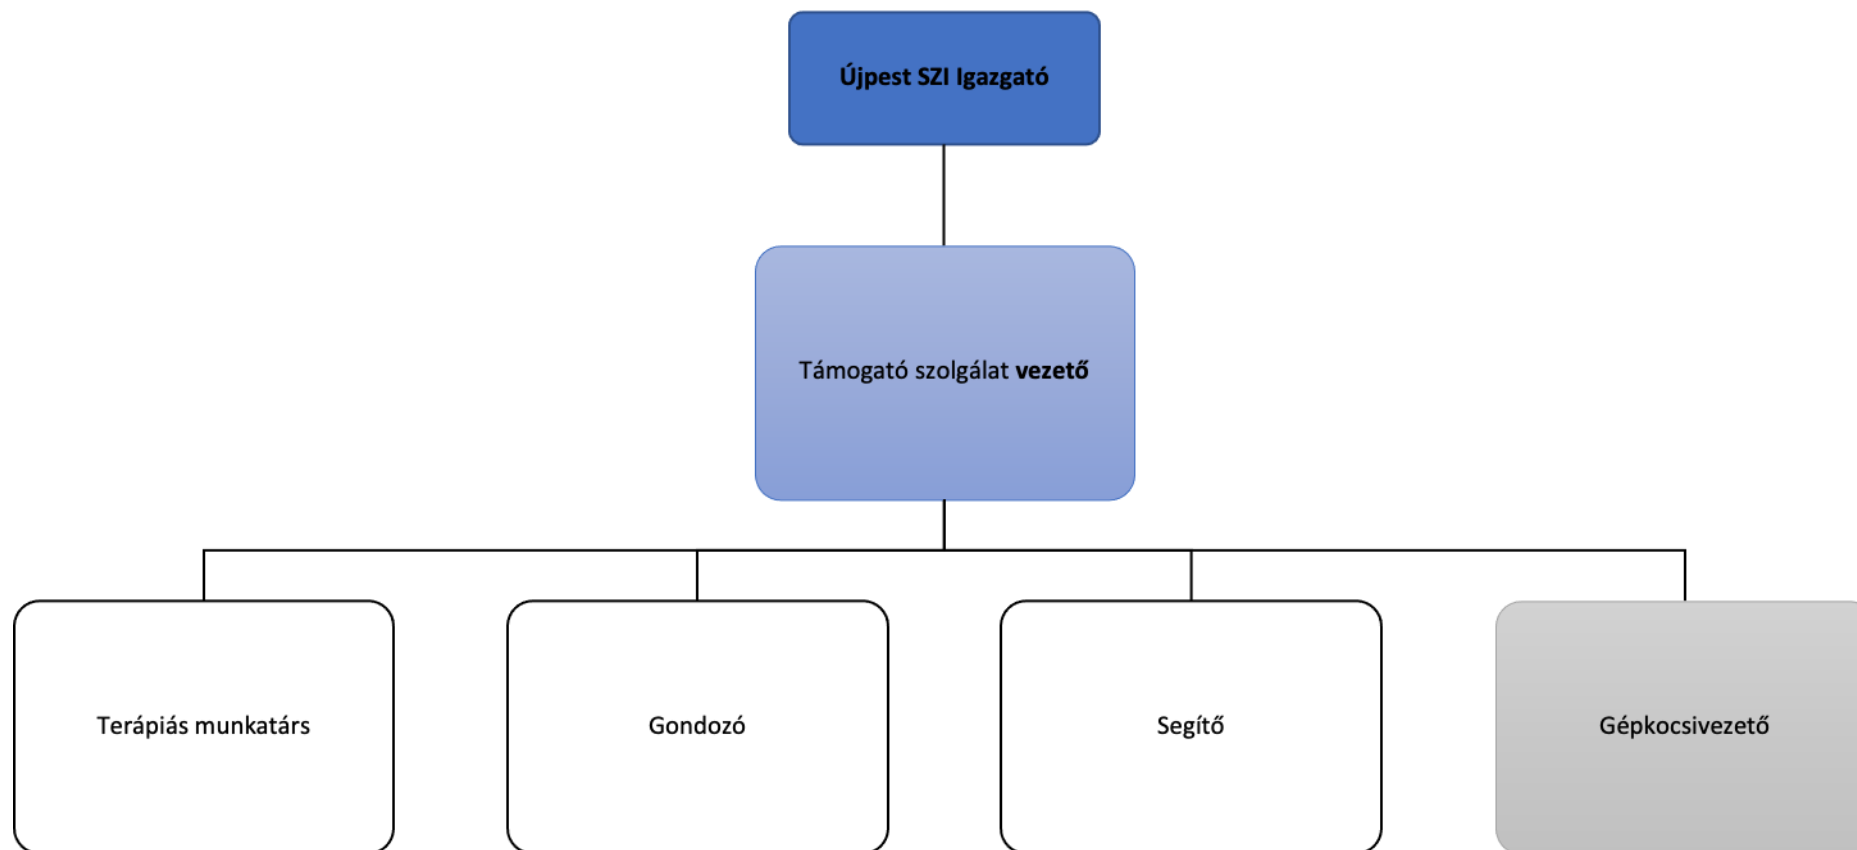 Újpest SZI Igazgató
Támogató szolgálat vezető
Terápiás munkatárs
Gondozó
Segítő
Gépkocsivezető